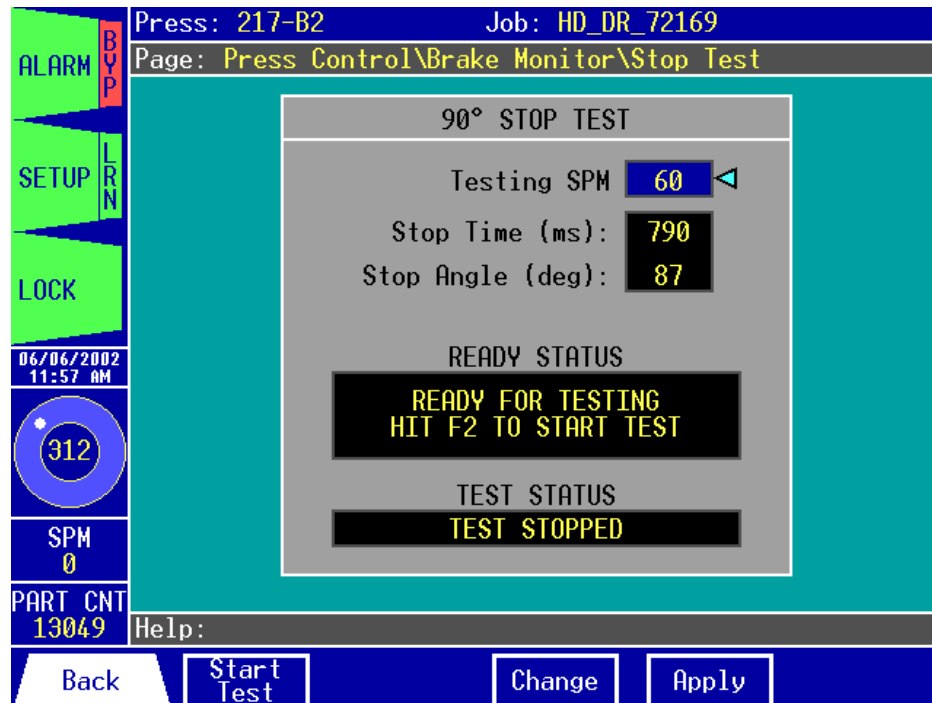 Press: 217-B2 Job: HD_DR_72169
Page: Press Control\Brake Monitor\Stop Test
ALARM BYP
SETUP LRN
LOCK
06/06/2002
11:57 AM
312
SPM
0
PART CNT
13049
90° STOP TEST
Testing SPM 60
Stop Time (ms): 790
Stop Angle (deg): 87
READY STATUS
READY FOR TESTING
HIT F2 TO START TEST
TEST STATUS
TEST STOPPED
Help:
Back
Start
Test
Change
Apply